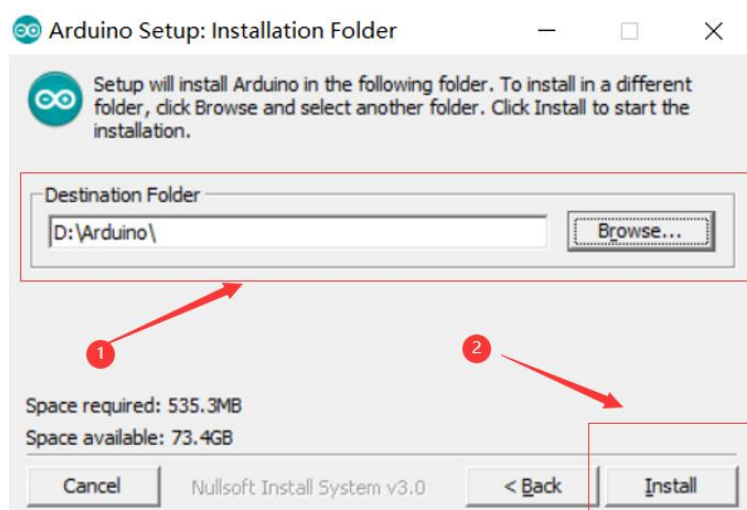 Arduino Setup: Installation Folder
Setup will install Arduino in the following folder. To install in a different
folder, click Browse and select another folder. Click Install to start the
installation.
Destination Folder
D:\Arduino\
Browse...
1
2
Space required: 535.3MB
Space available: 73.4GB
Cancel
Nullsoft Install System v3.0
< Back
Install